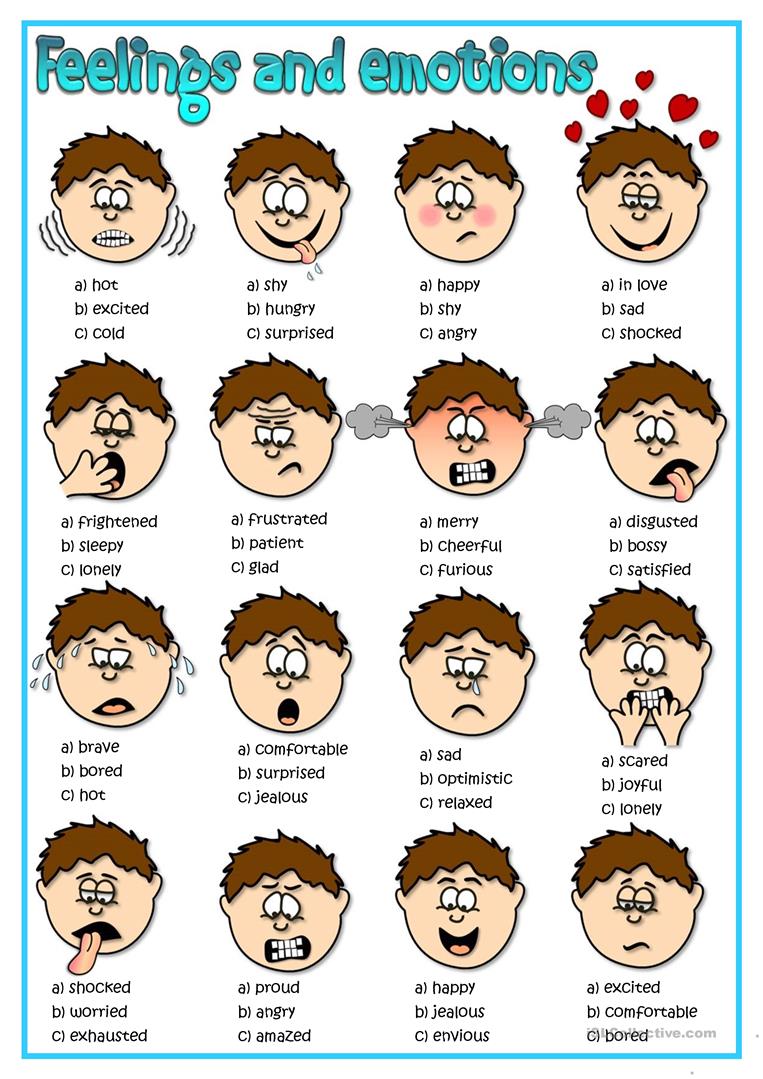 Feelings and emotions
a) hot
b) excited
c) cold
a) shy
b) hungry
c) surprised
a) happy
b) shy
c) angry
a) in love
b) sad
c) shocked
a) frightened
b) sleepy
c) lonely
a) frustrated
b) patient
c) glad
a) merry
b) cheerful
c) furious
a) disgusted
b) bossy
c) satisfied
a) brave
b) bored
c) hot
a) comfortable
b) surprised
c) jealous
a) sad
b) optimistic
c) relaxed
a) scared
b) joyful
c) lonely
a) shocked
b) worried
c) exhausted
a) proud
b) angry
c) amazed
a) happy
b) jealous
c) envious
a) excited
b) comfortable
c) bored
iSLCollective.com